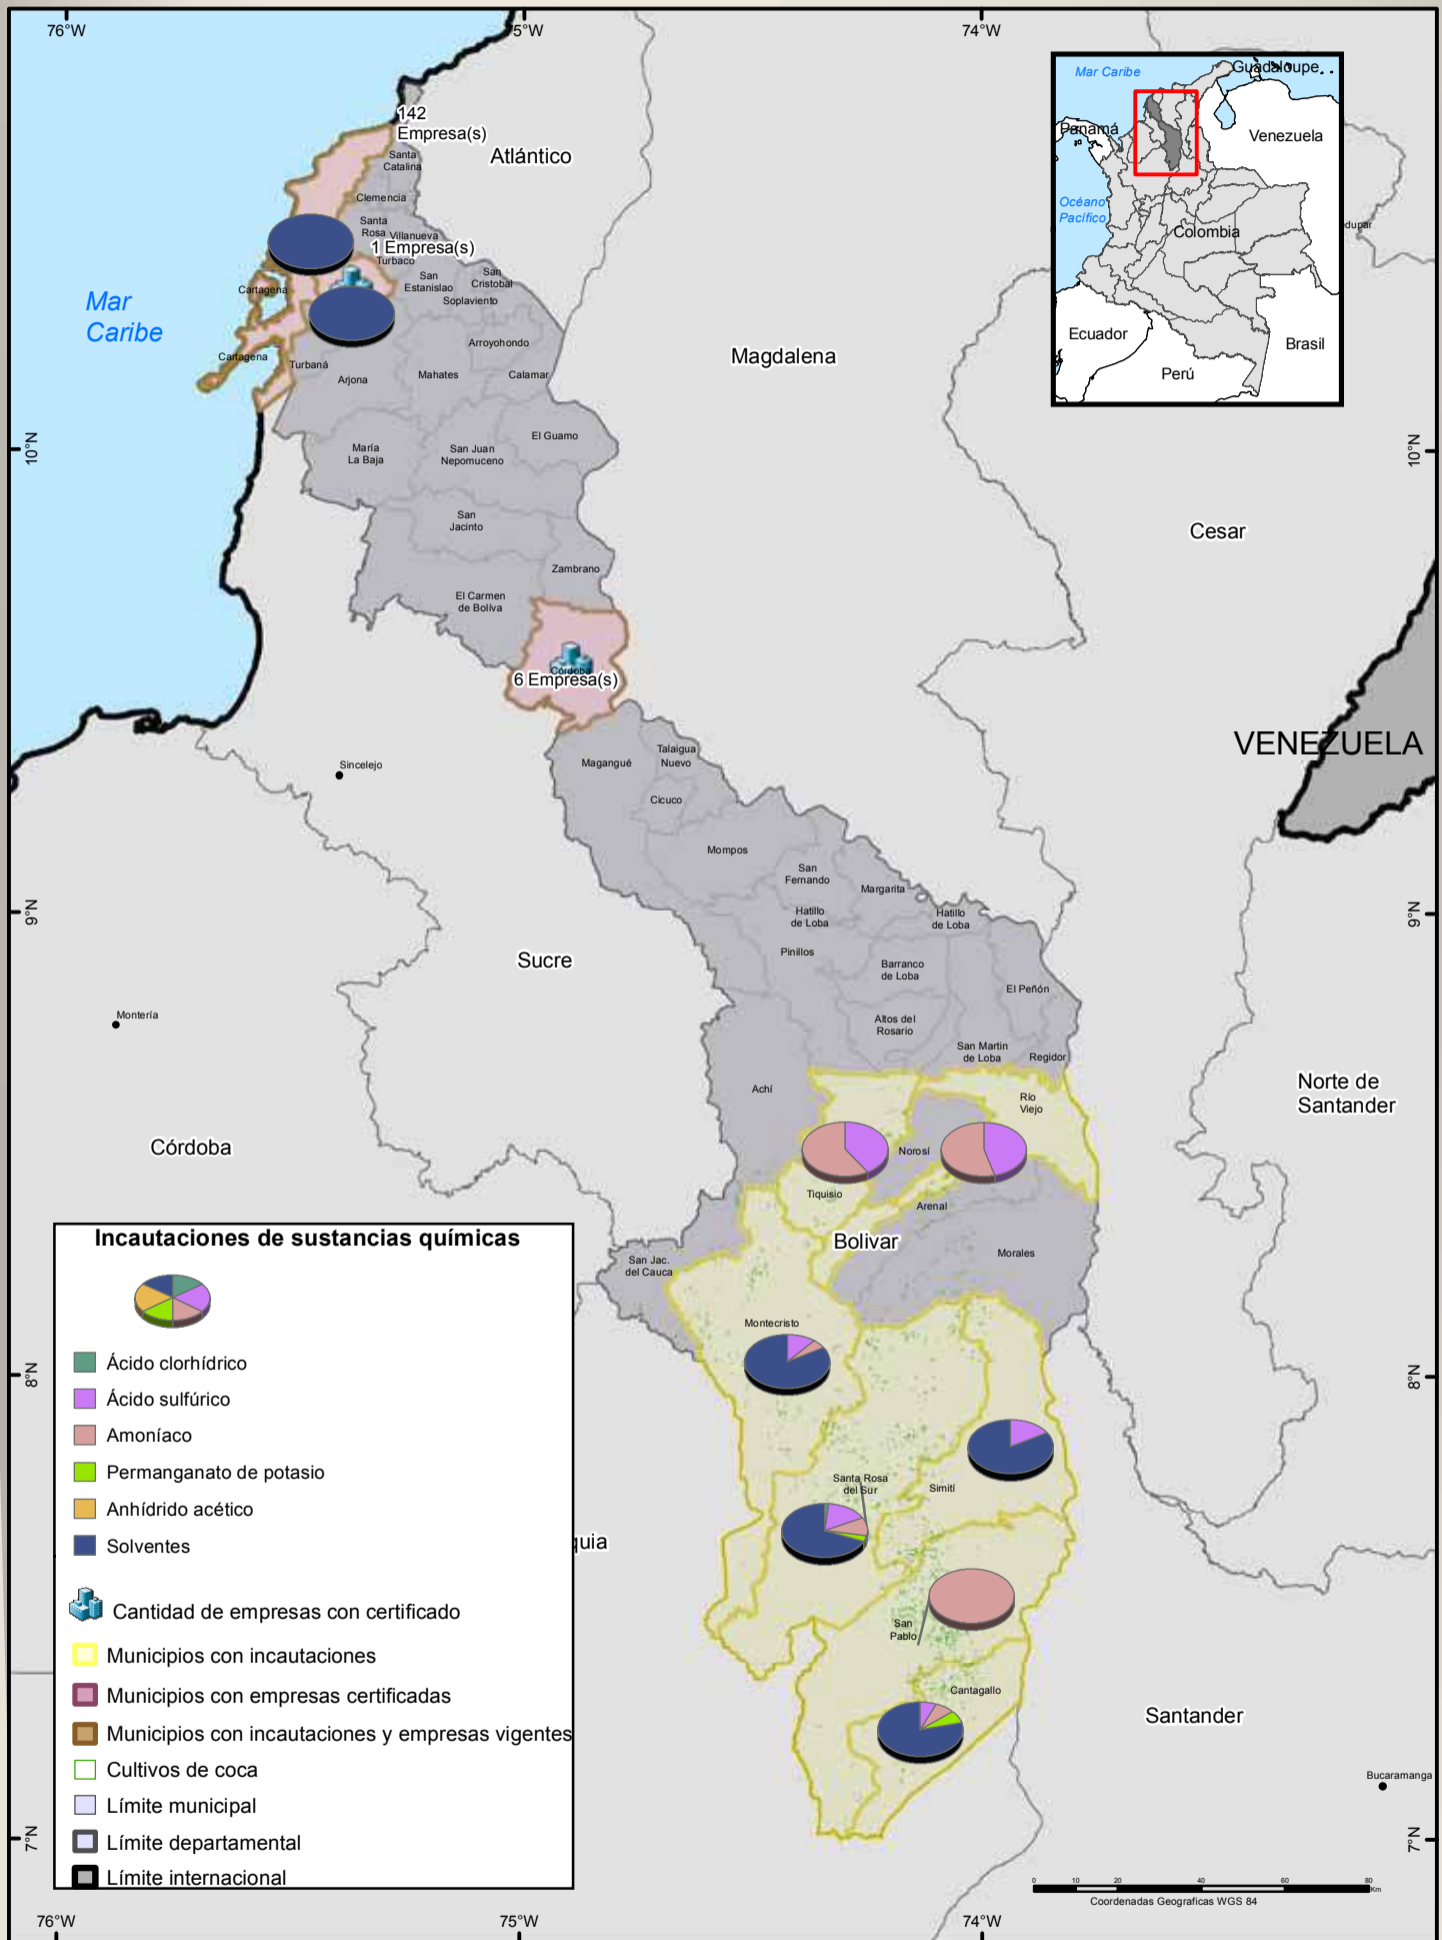 76°W
75°W
74°W
142
Empresa(s)
Atlántico
Santa
Catalina
Clemencia
Santa
Rosa
Villanueva
1 Empresa(s)
Turbaco
San
Estanislao
San
Cristobal
Soplaviento
Cartagena
Mar
Caribe
Arroyohondo
Cartagena
Turbaná
Arjona
Mahates
Calamar
Magdalena
10°N
10°N
María
La Baja
San Juan
Nepomuceno
El Guamo
San
Jacinto
Cesar
Zambrano
El Carmen
de Bolíva
Córdoba
6 Empresa(s)
VENEZUELA
Sincelejo
Magangué
Talaigua
Nuevo
Cicuco
Mompos
San
Fernando
Margarita
9°N
9°N
Hatillo
de Loba
Hatillo
de Loba
Pinillos
Sucre
Barranco
de Loba
El Peñón
Montería
Altos del
Rosario
San Martin
de Loba
Regidor
Achí
Río
Viejo
Norte de
Santander
Córdoba
Norosí
Tiquisio
Arenal
Bolivar
Morales
San Jac.
del Cauca
Montecristo
8°N
8°N
Santa Rosa
del Sur
Simití
quia
San
Pablo
Cantagallo
Santander
Bucaramanga
7°N
7°N
Mar Caribe
Guadaloupe
Panamá
Venezuela
Océano
Pacífico
Colombia
Ecuador
Brasil
Perú
edupar
Incautaciones de sustancias químicas
Ácido clorhídrico
Ácido sulfúrico
Amoníaco
Permanganato de potasio
Anhídrido acético
Solventes
Cantidad de empresas con certificado
Municipios con incautaciones
Municipios con empresas certificadas
Municipios con incautaciones y empresas vigentes
Cultivos de coca
Límite municipal
Límite departamental
Límite internacional
0 10 20 40 60 80
Km
Coordenadas Geograficas WGS 84
76°W
75°W
74°W